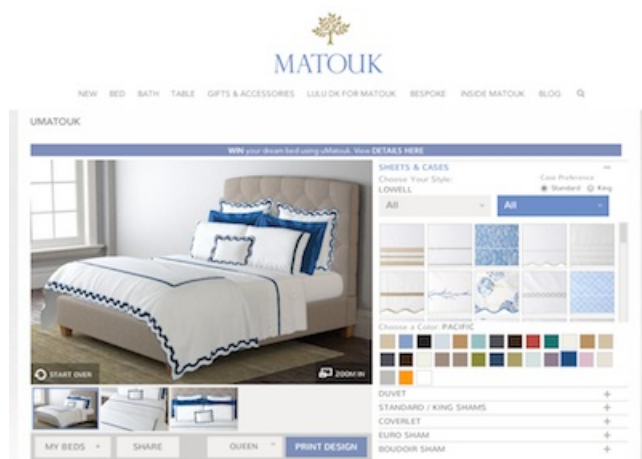 MATOUK
NEW BED BATH TABLE GIFTS & ACCESSORIES LULU DK FOR MATOUK BESPOKE INSIDE MATOUK BLOG
UMATOUK
WIN your dream bed using uMatouk. View DETAILS HERE
SHEETS & CASES
Choose Your Style:
LOWELL
Case Preference
Standard King
All All
Choose a Color: PACIFIC
START OVER ZOOM IN
DUVET
STANDARD / KING SHAMS
COVERLET
EURO SHAM
BOUDOIR SHAM
MY BEDS SHARE QUEEN PRINT DESIGN